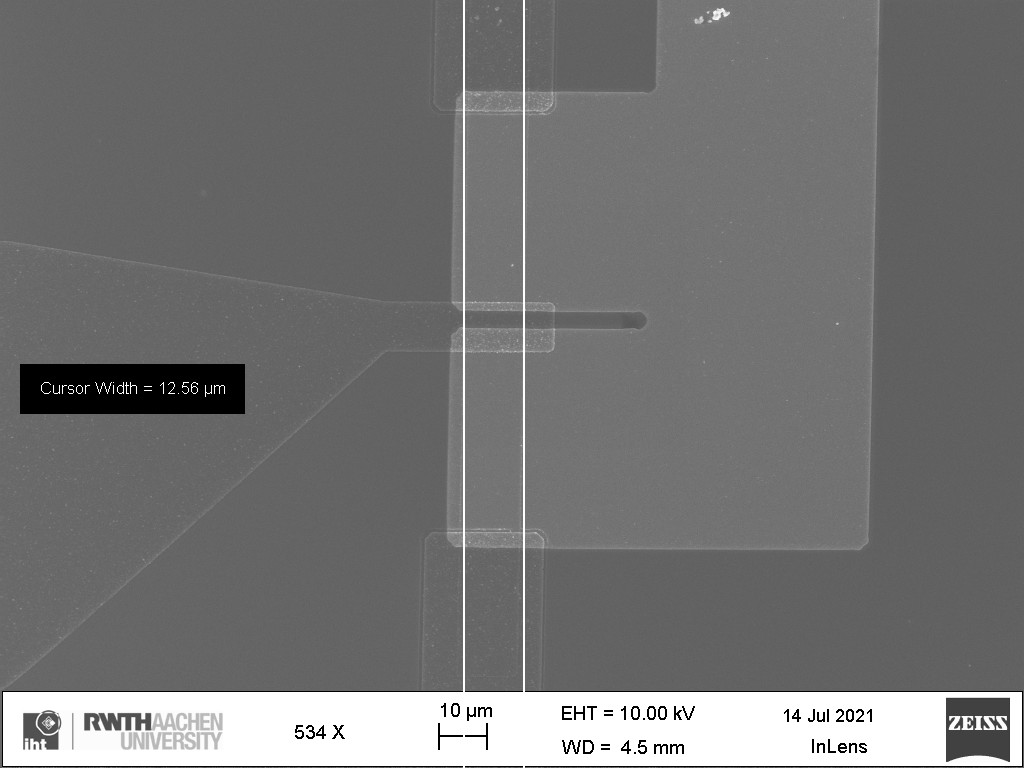 Cursor Width = 12.56 µm
iht
RWTHAACHEN
UNIVERSITY
534 X
10 µm
EHT = 10.00 kV
WD = 4.5 mm
14 Jul 2021
InLens
ZEISS